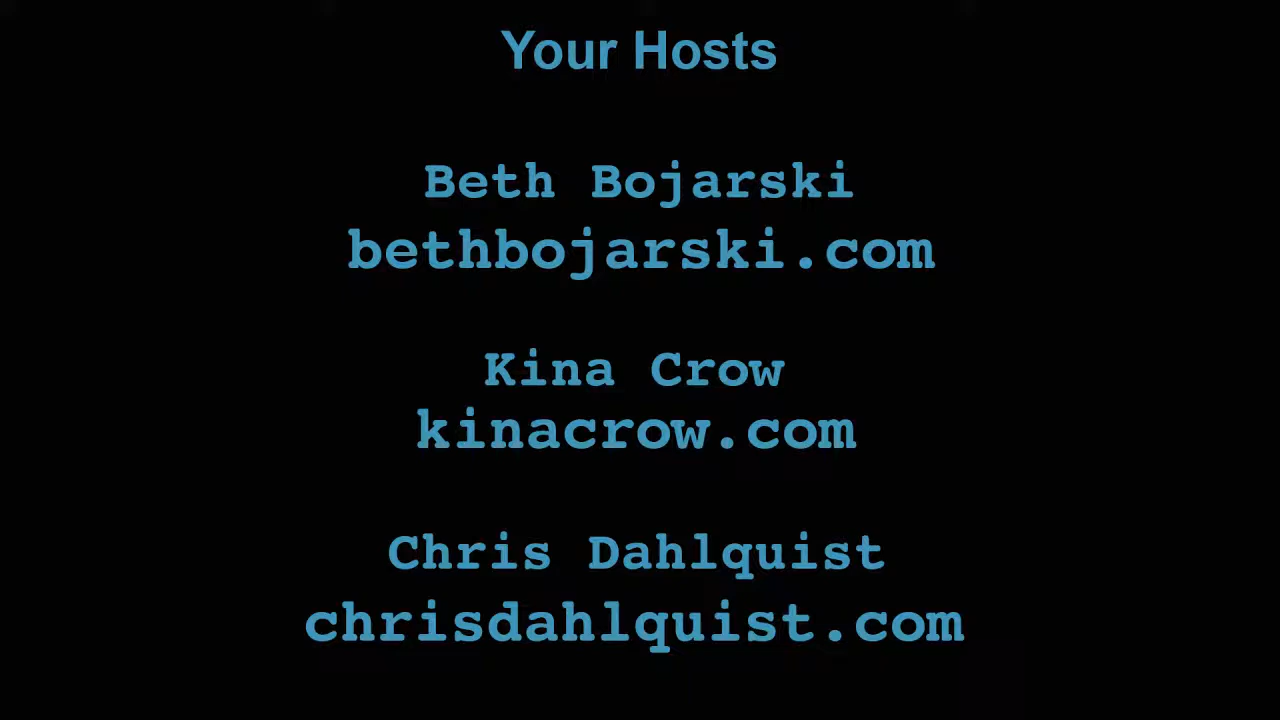 Your Hosts
Beth Bojarski
bethbojarski.com
Kina Crow
kinacrow.com
Chris Dahlquist
chrisdahlquist.com